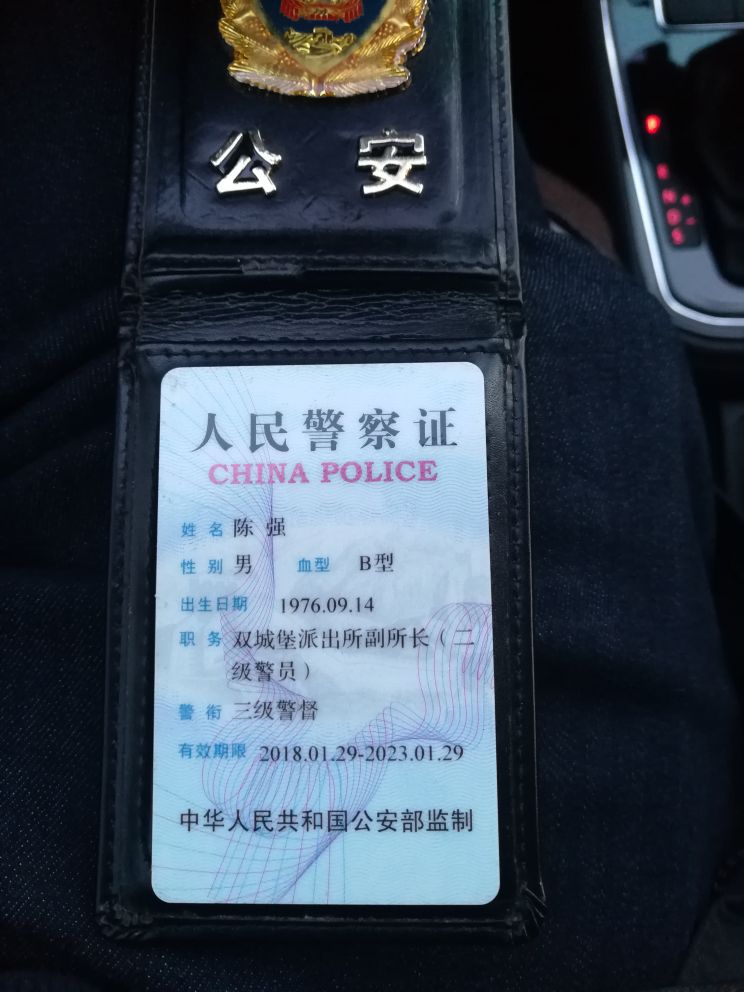 公安
人民警察证
CHINA POLICE
姓名 陈强
性别 男 血型 B型
出生日期 1976.09.14
职务 双城堡派出所副所长（二
级警员）
警衔 三级警督
有效期限 2018.01.29-2023.01.29
中华人民共和国公安部监制